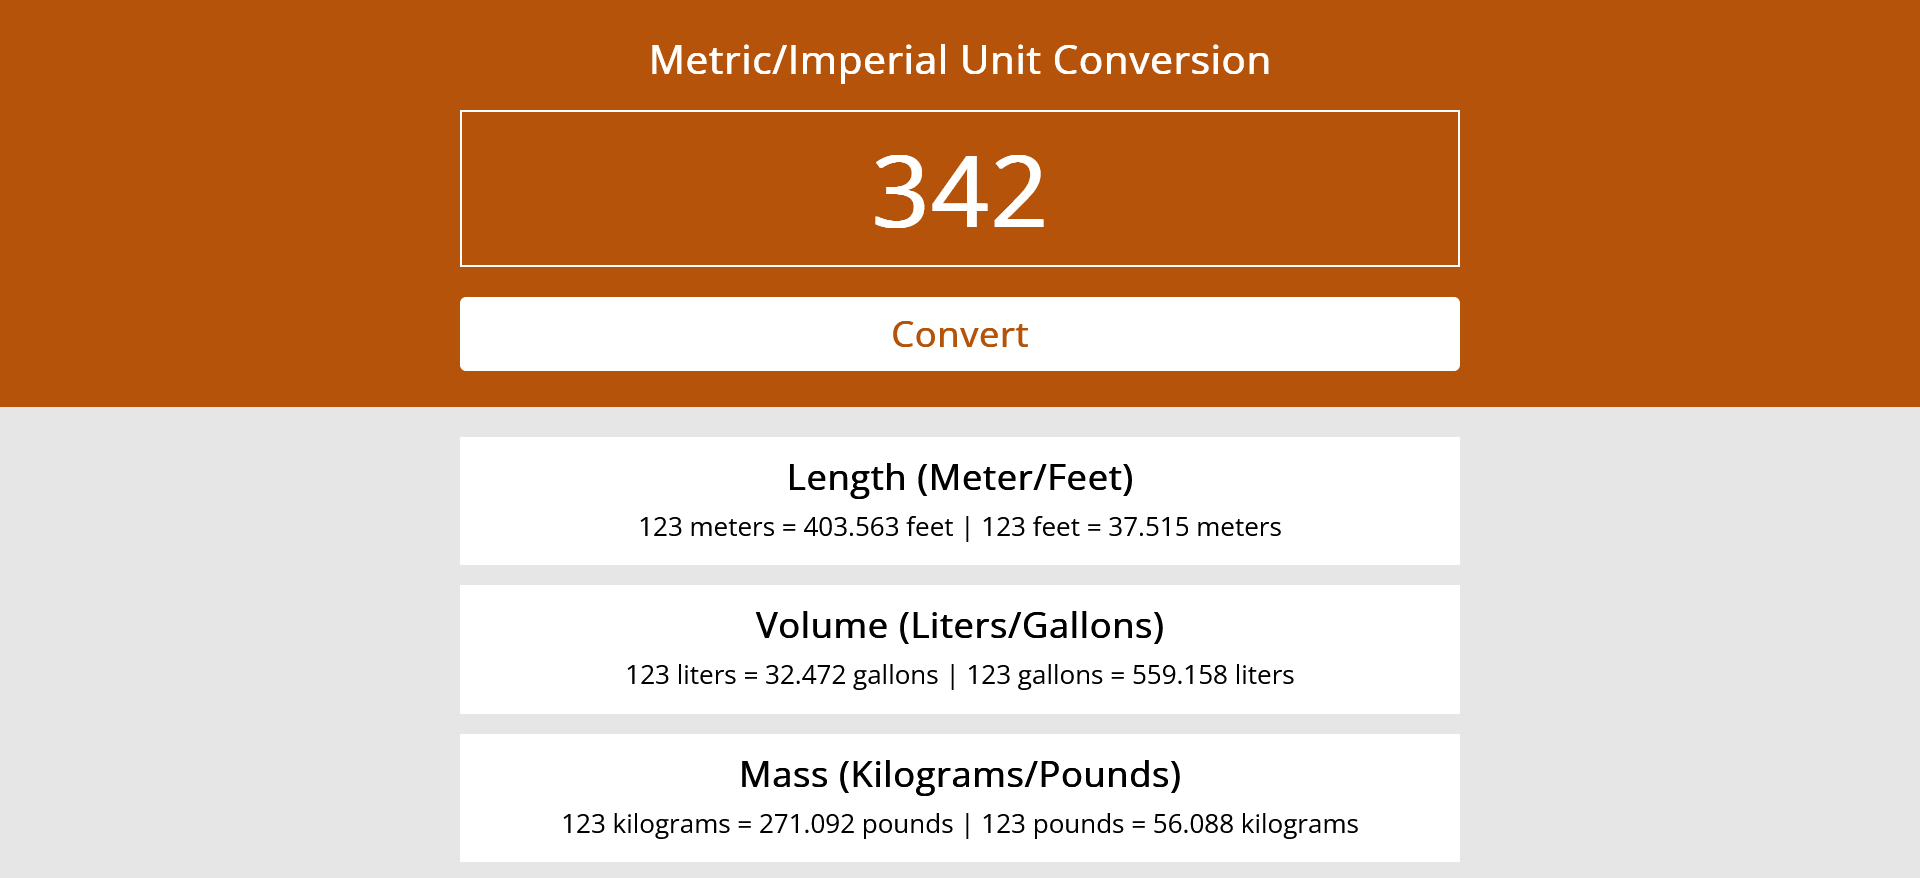 Metric/Imperial Unit Conversion
342
Convert
Length (Meter/Feet)
123 meters = 403.563 feet | 123 feet = 37.515 meters
Volume (Liters/Gallons)
123 liters = 32.472 gallons | 123 gallons = 559.158 liters
Mass (Kilograms/Pounds)
123 kilograms = 271.092 pounds | 123 pounds = 56.088 kilograms